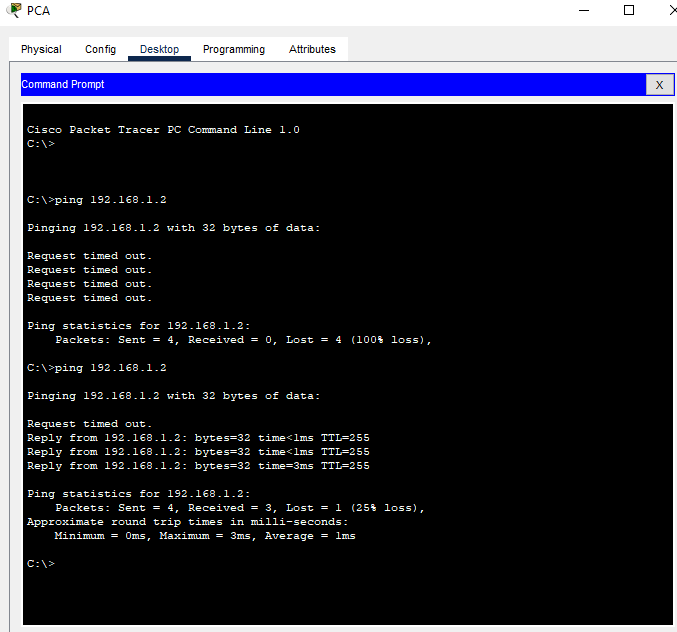 PCA
Physical Config Desktop Programming Attributes
Command Prompt
X
Cisco Packet Tracer PC Command Line 1.0
C:\>
C:\>ping 192.168.1.2
Pinging 192.168.1.2 with 32 bytes of data:
Request timed out.
Request timed out.
Request timed out.
Request timed out.
Ping statistics for 192.168.1.2:
Packets: Sent = 4, Received = 0, Lost = 4 (100% loss),
C:\>ping 192.168.1.2
Pinging 192.168.1.2 with 32 bytes of data:
Request timed out.
Reply from 192.168.1.2: bytes=32 time<1ms TTL=255
Reply from 192.168.1.2: bytes=32 time<1ms TTL=255
Reply from 192.168.1.2: bytes=32 time=3ms TTL=255
Ping statistics for 192.168.1.2:
Packets: Sent = 4, Received = 3, Lost = 1 (25% loss),
Approximate round trip times in milli-seconds:
Minimum = 0ms, Maximum = 3ms, Average = 1ms
C:\>